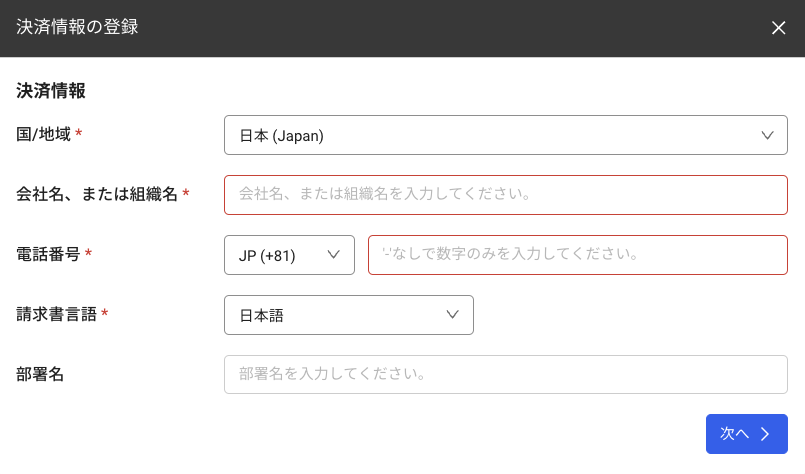 決済情報の登録
決済情報
国/地域 *
日本 (Japan)
会社名、または組織名 *
会社名、または組織名を入力してください。
電話番号 *
JP (+81)
'-'なしで数字のみを入力してください。
請求書言語 *
日本語
部署名
部署名を入力してください。
次へ